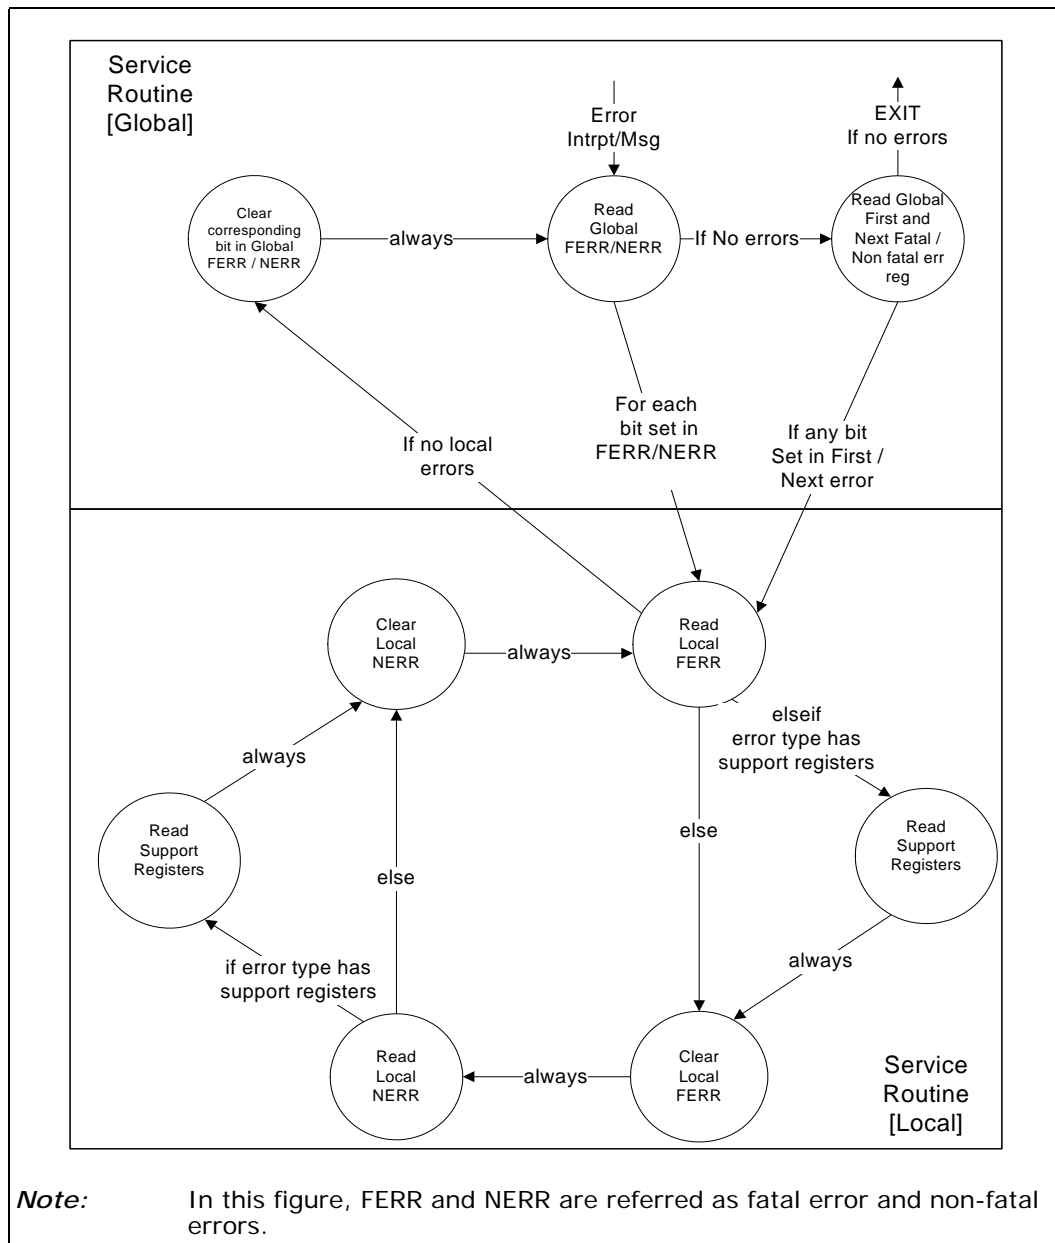 Service
Routine
[Global]
Error
Intrpt/Msg
EXIT
If no errors
Clear
corresponding
bit in Global
FERR / NERR
always
Read
Global
FERR/NERR
If No errors
Read Global
First and
Next Fatal /
Non fatal err
reg
If no local
errors
For each
bit set in
FERR/NERR
If any bit
Set in First /
Next error
Clear
Local
NERR
always
Read
Local
FERR
elseif
error type has
support registers
always
Read
Support
Registers
else
else
Read
Support
Registers
if error type has
support registers
always
Read
Local
NERR
always
Clear
Local
FERR
Service
Routine
[Local]
Note: In this figure, FERR and NERR are referred as fatal error and non-fatal
errors.